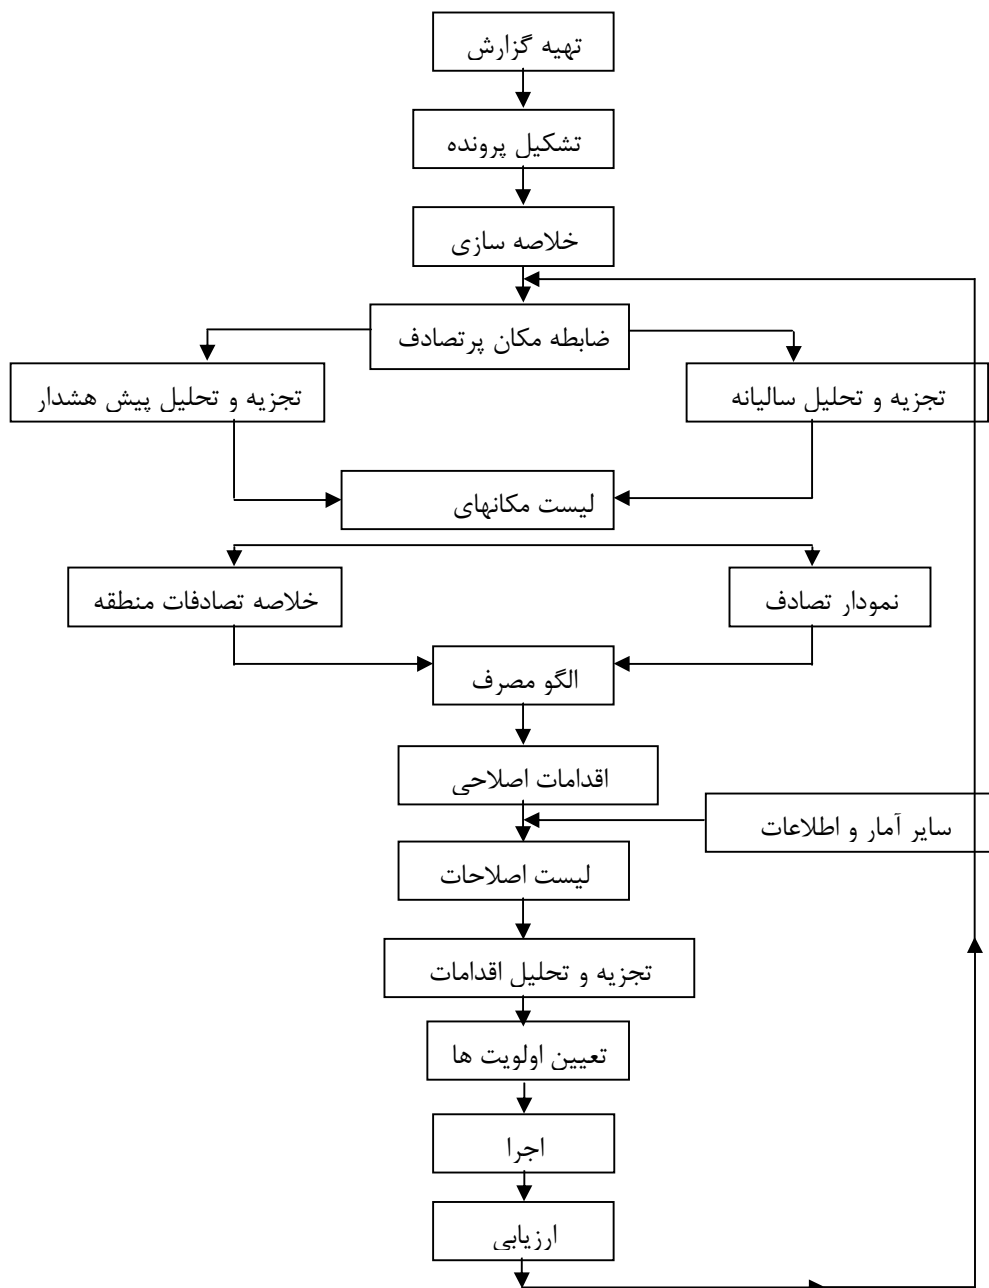 تهیه گزارش
تشکیل پرونده
خلاصه سازی
ضابطه مکان پرتصادف
تجزیه و تحلیل سالیانه
تجزیه و تحلیل پیش هشدار
لیست مکانهای
نمودار تصادف
خلاصه تصادفات منطقه
الگو مصرف
اقدامات اصلاحی
سایر آمار و اطلاعات
لیست اصلاحات
تجزیه و تحلیل اقدامات
تعیین اولویت ها
اجرا
ارزیابی